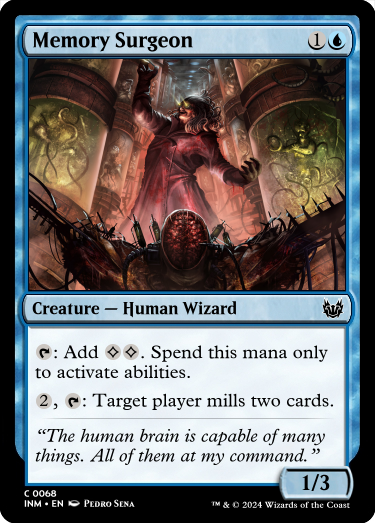 Memory Surgeon 1
Creature — Human Wizard
: Add . Spend this mana only
to activate abilities.
2, : Target player mills two cards.
“The human brain is capable of many
things. All of them at my command.”
1/3
C 0068
INM • EN Pedro Sena
™ & © 2024 Wizards of the Coast